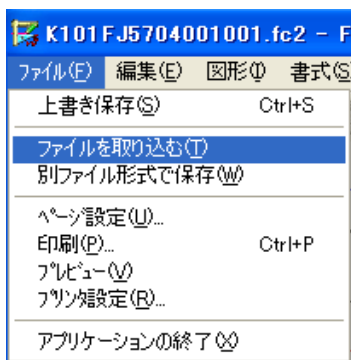 K101FJ5704001001.fc2 - F
ﾌｧｲﾙ(F) 編集(E) 図形(I) 書式(S
上書き保存(S) Ctrl+S
ファイルを取り込む(T)
別ファイル形式で保存(W)
ﾍﾟｰｼﾞ設定(U)...
印刷(P)... Ctrl+P
ﾌﾟﾚﾋﾞｭｰ(V)
ﾌﾟﾘﾝﾀ設定(R)...
アプリケーションの終了(X)